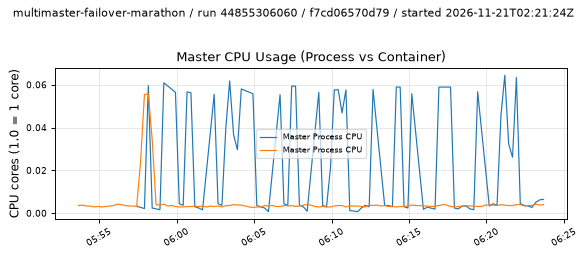 multimaster-failover-marathon / run 44855306060 / f7cd06570d79 / started 2026-11-21T02:21:24Z
Master CPU Usage (Process vs Container)
CPU cores (1.0 = 1 core)
0.06
0.04
0.02
0.00
Master Process CPU
Master Process CPU
05:55
06:00
06:05
06:10
06:15
06:20
06:25